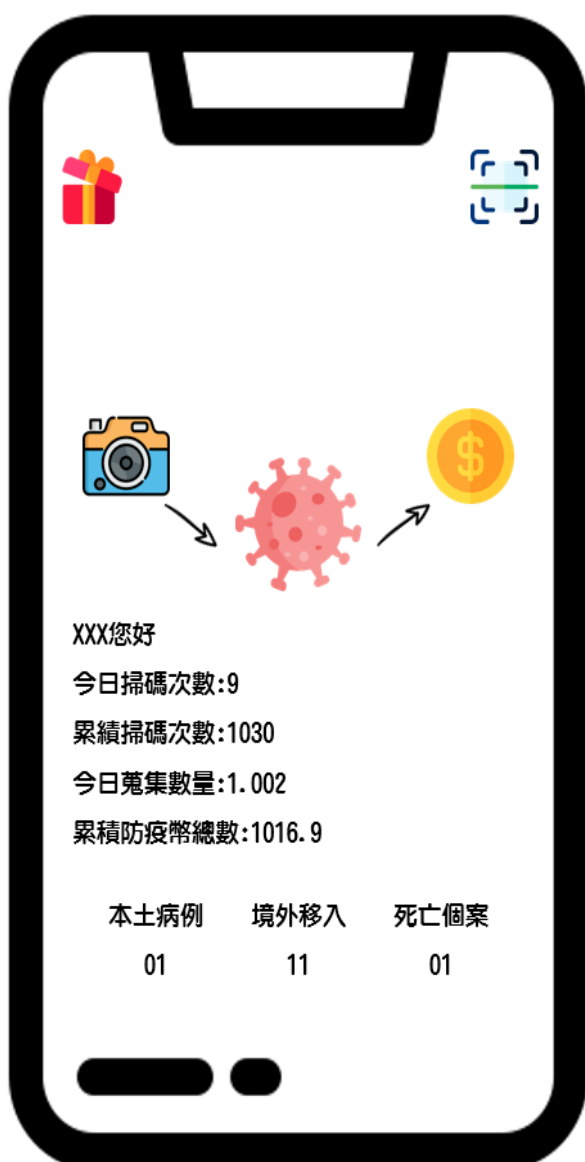 XXX您好
今日掃碼次數:9
累績掃碼次數:1030
今日蒐集數量:1.002
累積防疫幣總數:1016.9
本土病例 境外移入 死亡個案
01 11 01